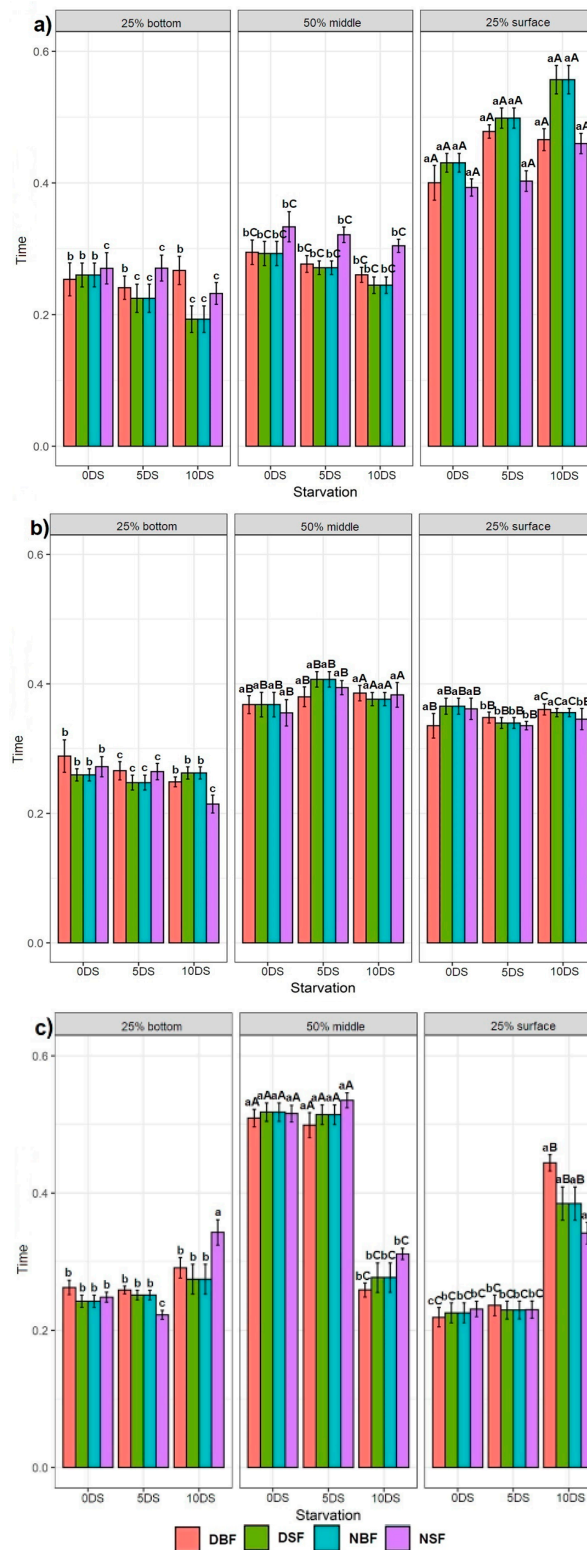 a)
25% bottom 50% middle 25% surface
0.6
0.4
0.2
0.0
Time
b b b c b c c c b c c c
bC bC bC bC bC bC bC bC bC bC bC bC
aA aA aA aA aA aA aA aA aA aA aA aA
0DS 5DS 10DS 0DS 5DS 10DS 0DS 5DS 10DS
Starvation
b)
25% bottom 50% middle 25% surface
0.6
0.4
0.2
0.0
Time
b b b b c c c c b b b c
aB aB aB aB aB aB aB aB aA aA aA aA
aB aB aB aB bB bB bB bB aC aC aC bB
0DS 5DS 10DS 0DS 5DS 10DS 0DS 5DS 10DS
Starvation
c)
25% bottom 50% middle 25% surface
0.6
0.4
0.2
0.0
Time
b b b b b b b c b b b a
aA aA aA aA aA aA aA aA bC bC bC bC
cC bC bC bC bC bC bC bC aB aB aB
0DS 5DS 10DS 0DS 5DS 10DS 0DS 5DS 10DS
Starvation
DBF DSF NBF NSF